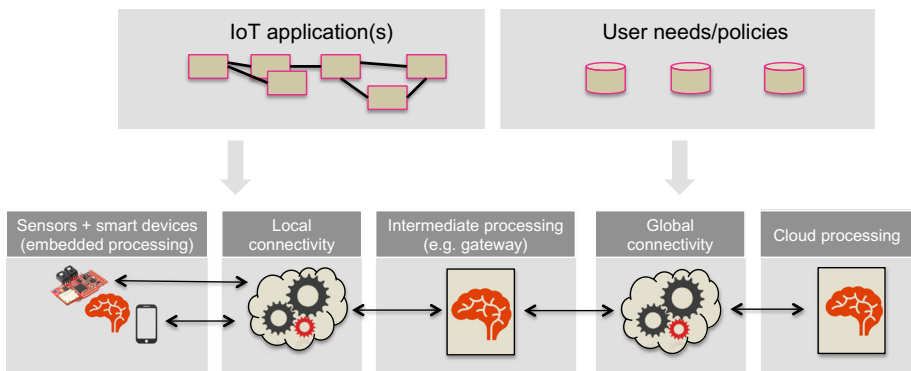 IoT application(s)
User needs/policies
Sensors + smart devices
(embedded processing)
Local
connectivity
Intermediate processing
(e.g. gateway)
Global
connectivity
Cloud processing